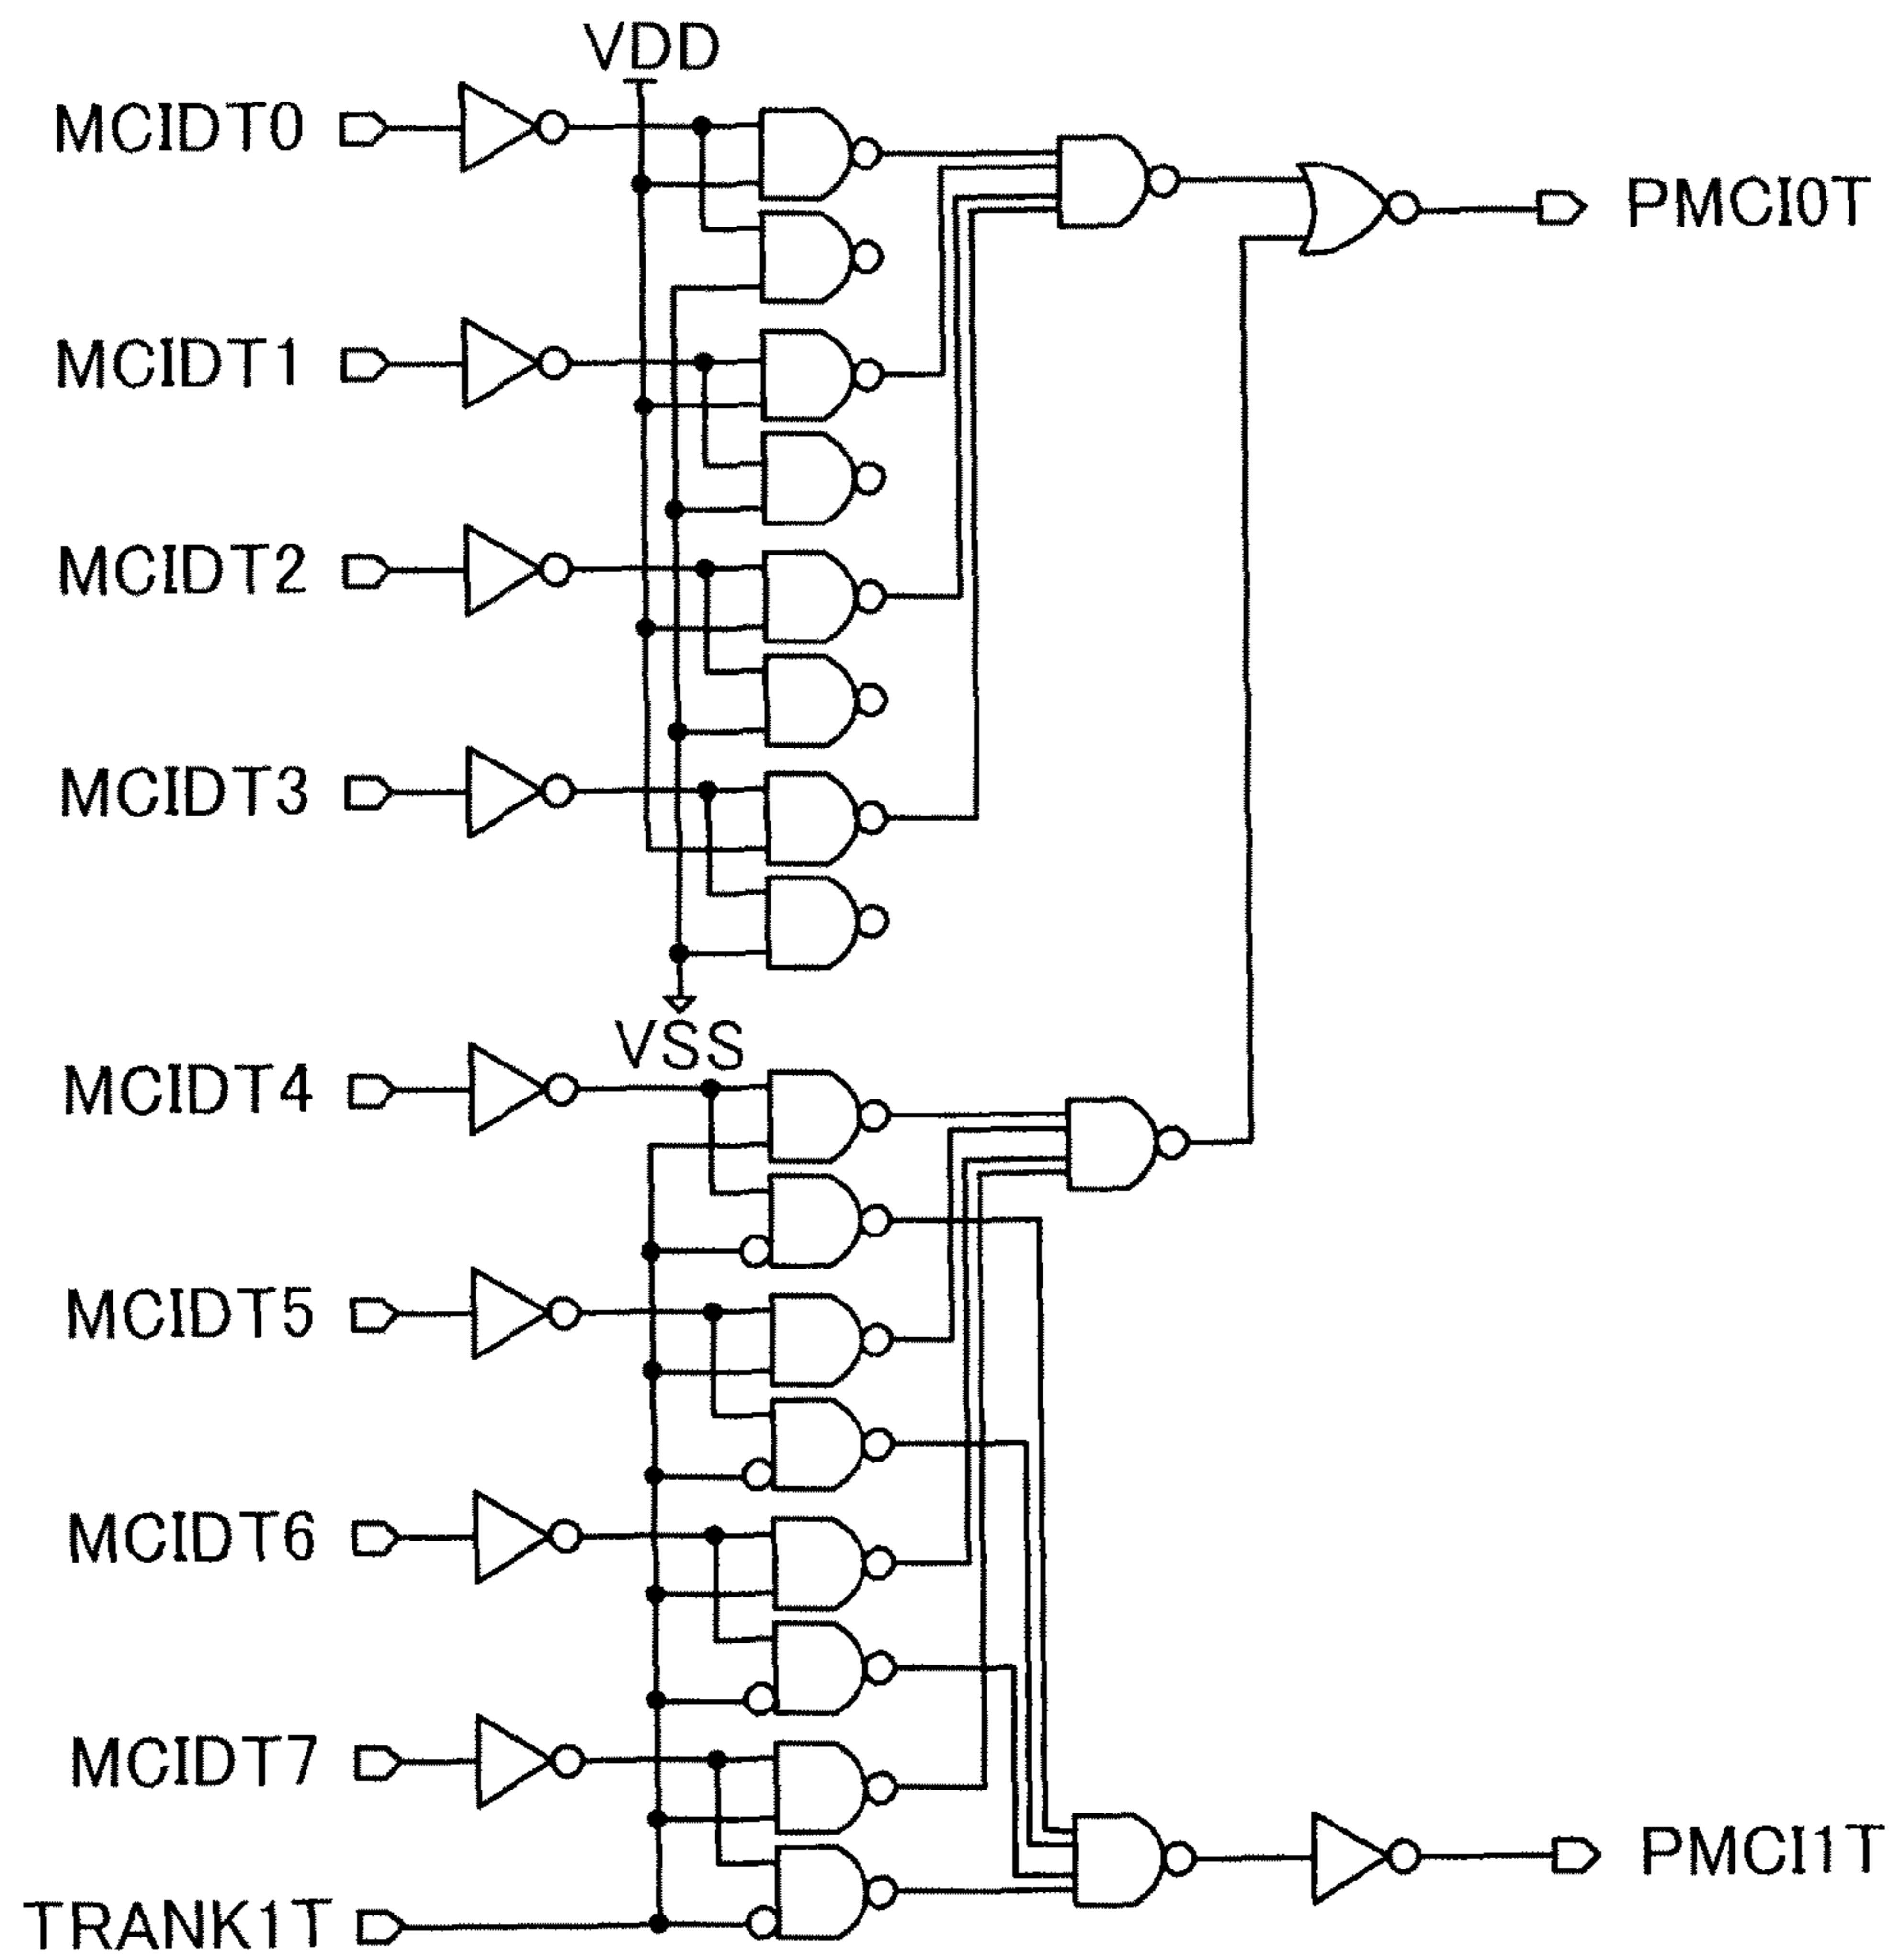 VDD
MCIDT0
PMCI0T
MCIDT1
MCIDT2
MCIDT3
VSS
MCIDT4
MCIDT5
MCIDT6
MCIDT7
PMCI1T
TRANK1T